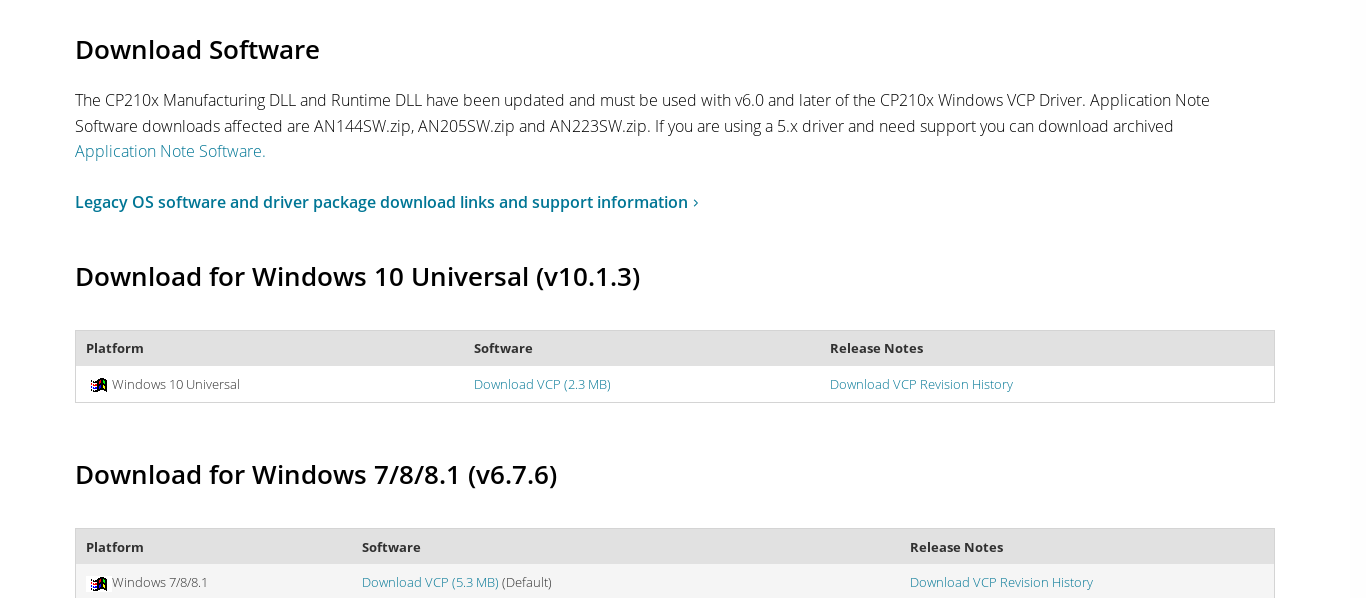 Download Software
The CP210x Manufacturing DLL and Runtime DLL have been updated and must be used with v6.0 and later of the CP210x Windows VCP Driver. Application Note
Software downloads affected are AN144SW.zip, AN205SW.zip and AN223SW.zip. If you are using a 5.x driver and need support you can download archived
Application Note Software.
Legacy OS software and driver package download links and support information ›
Download for Windows 10 Universal (v10.1.3)
Platform Software Release Notes
Windows 10 Universal Download VCP (2.3 MB) Download VCP Revision History
Download for Windows 7/8/8.1 (v6.7.6)
Platform Software Release Notes
Windows 7/8/8.1 Download VCP (5.3 MB) (Default) Download VCP Revision History